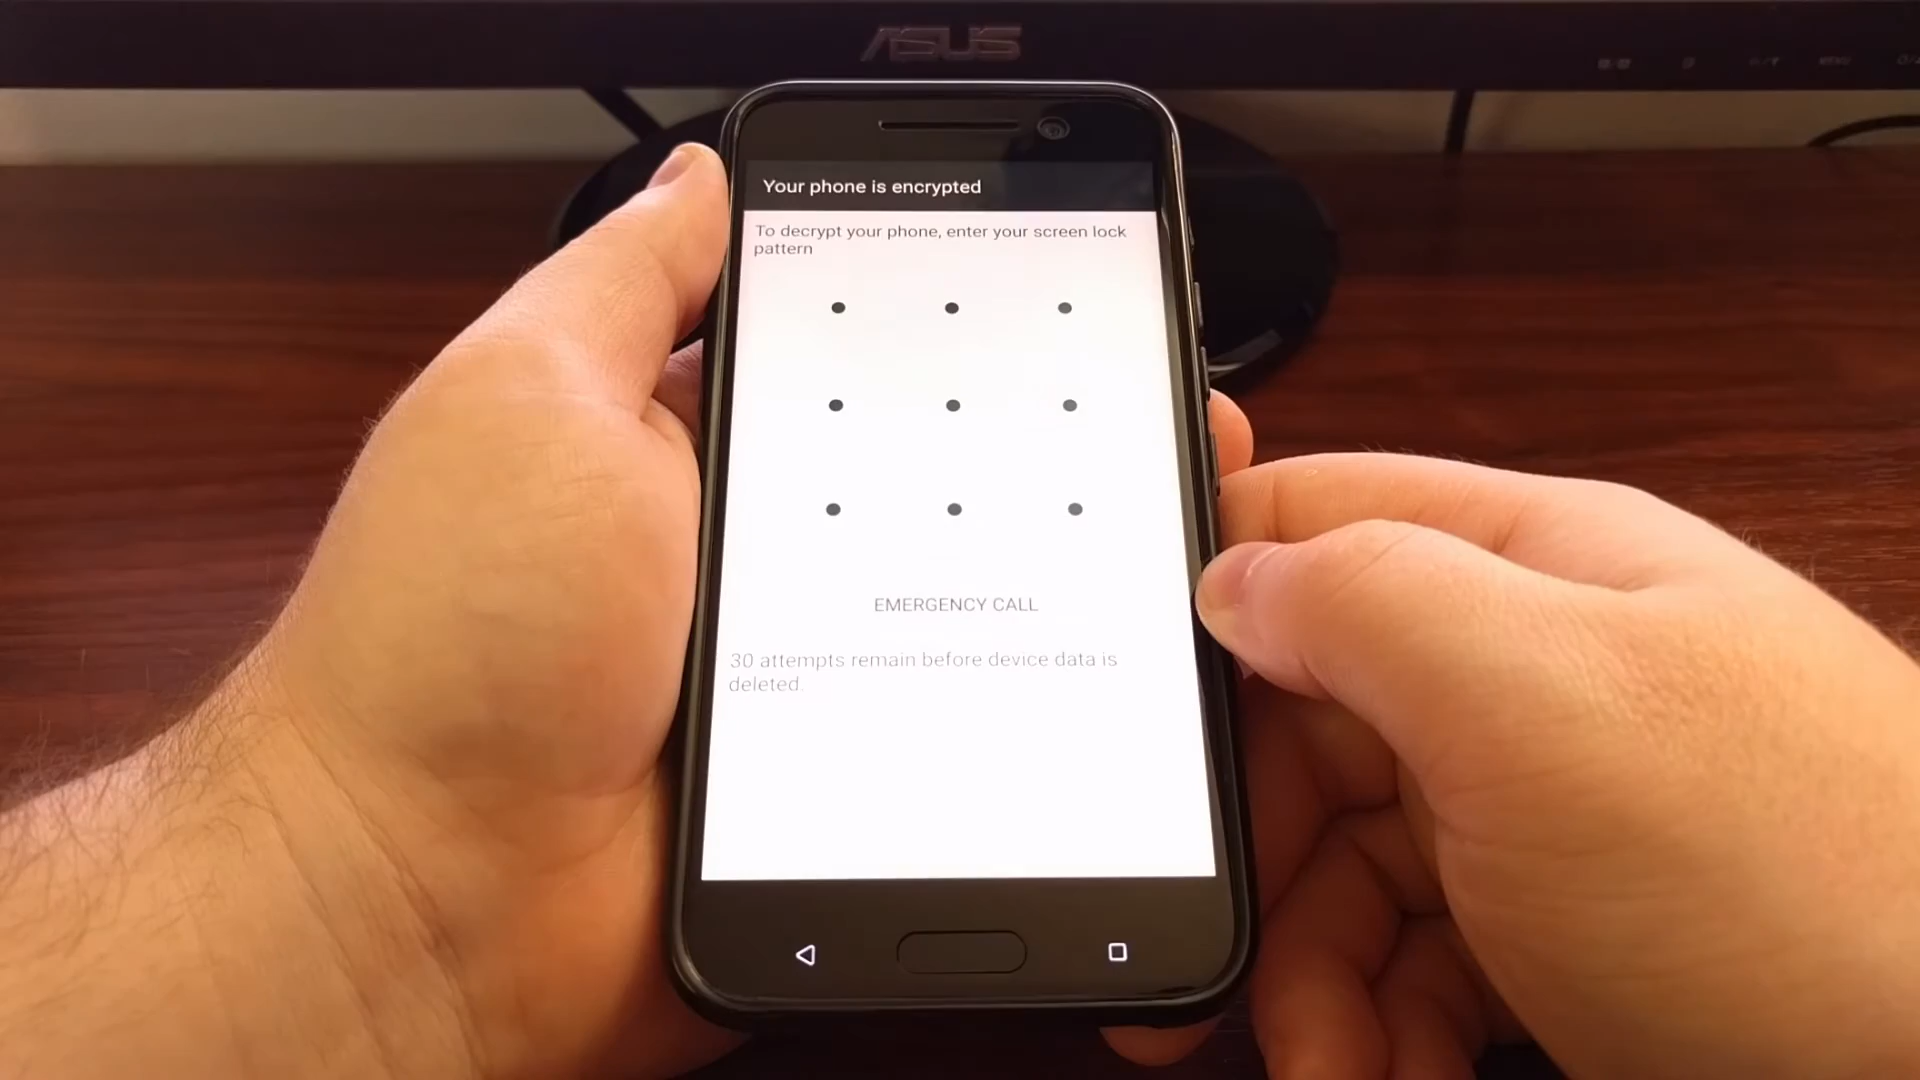 ASUS
MENU
Your phone is encrypted
To decrypt your phone, enter your screen lock
pattern
EMERGENCY CALL
30 attempts remain before device data is
deleted.